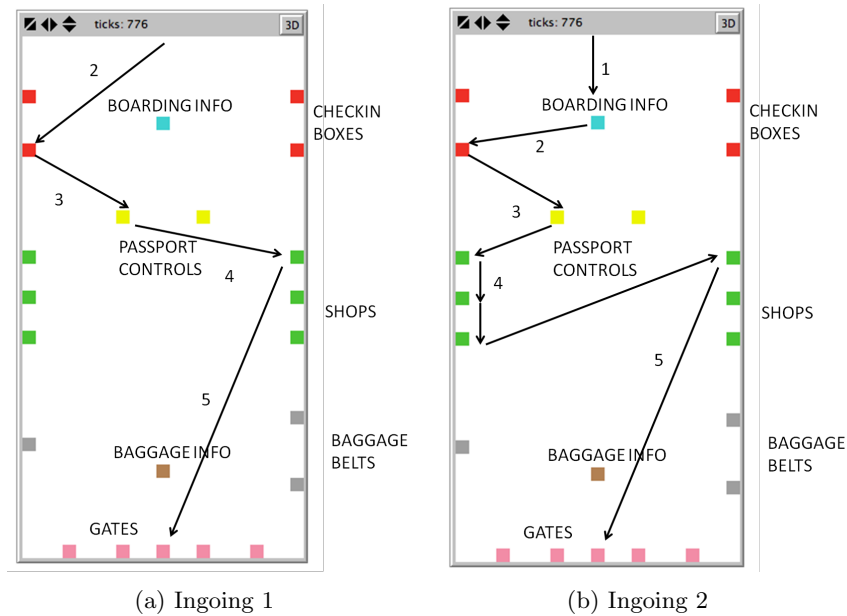 ticks: 776
3D
2
BOARDING INFO
CHECKIN
BOXES
3
PASSPORT
CONTROLS
4
SHOPS
5
BAGGAGE INFO
BAGGAGE
BELTS
GATES
(a) Ingoing 1
ticks: 776
3D
1
BOARDING INFO
CHECKIN
BOXES
2
3
PASSPORT
CONTROLS
4
SHOPS
5
BAGGAGE INFO
BAGGAGE
BELTS
GATES
(b) Ingoing 2